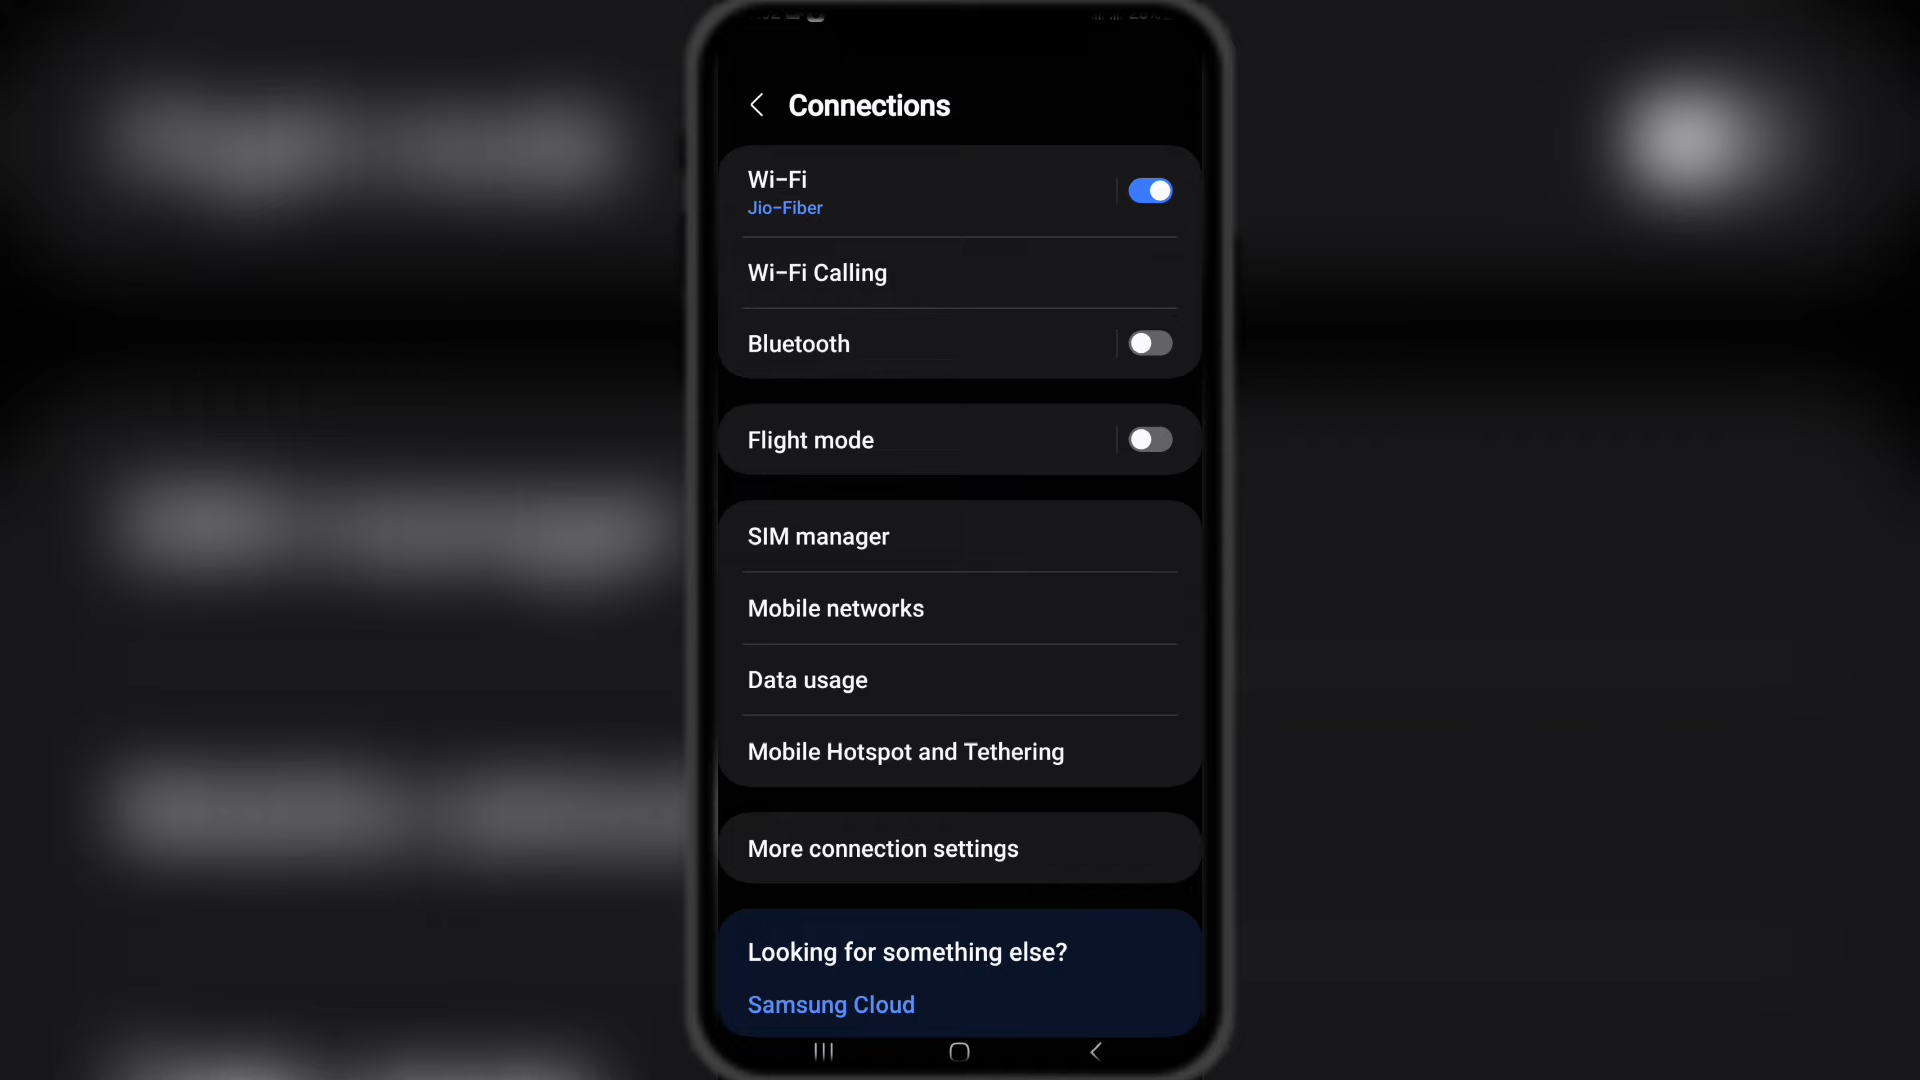 Connections
Wi-Fi
Jio-Fiber
Wi-Fi Calling
Bluetooth
Flight mode
SIM manager
Mobile networks
Data usage
Mobile Hotspot and Tethering
More connection settings
Looking for something else?
Samsung Cloud